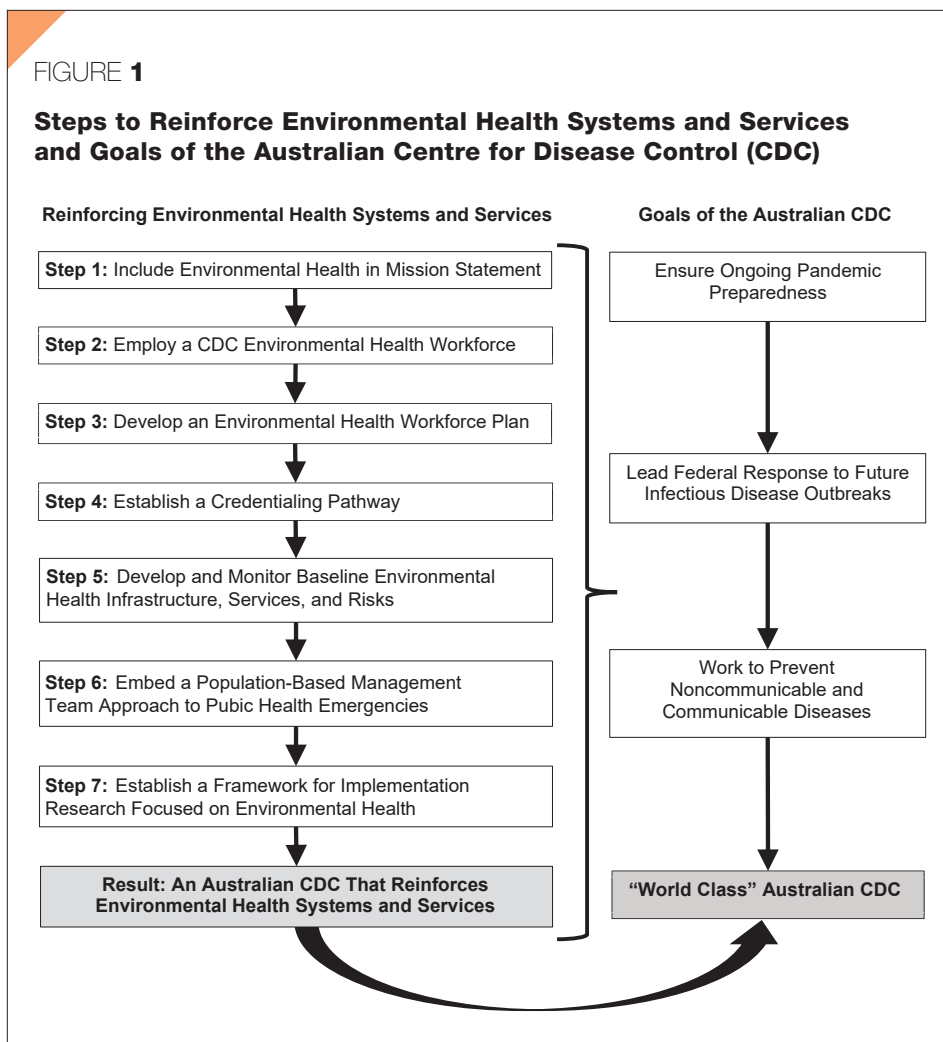 FIGURE 1
Steps to Reinforce Environmental Health Systems and Services
and Goals of the Australian Centre for Disease Control (CDC)
Reinforcing Environmental Health Systems and Services
Step 1: Include Environmental Health in Mission Statement
Step 2: Employ a CDC Environmental Health Workforce
Step 3: Develop an Environmental Health Workforce Plan
Step 4: Establish a Credentialing Pathway
Step 5: Develop and Monitor Baseline Environmental
Health Infrastructure, Services, and Risks
Step 6: Embed a Population-Based Management
Team Approach to Pubic Health Emergencies
Step 7: Establish a Framework for Implementation
Research Focused on Environmental Health
Result: An Australian CDC That Reinforces
Environmental Health Systems and Services
Goals of the Australian CDC
Ensure Ongoing Pandemic
Preparedness
Lead Federal Response to Future
Infectious Disease Outbreaks
Work to Prevent
Noncommunicable and
Communicable Diseases
“World Class” Australian CDC